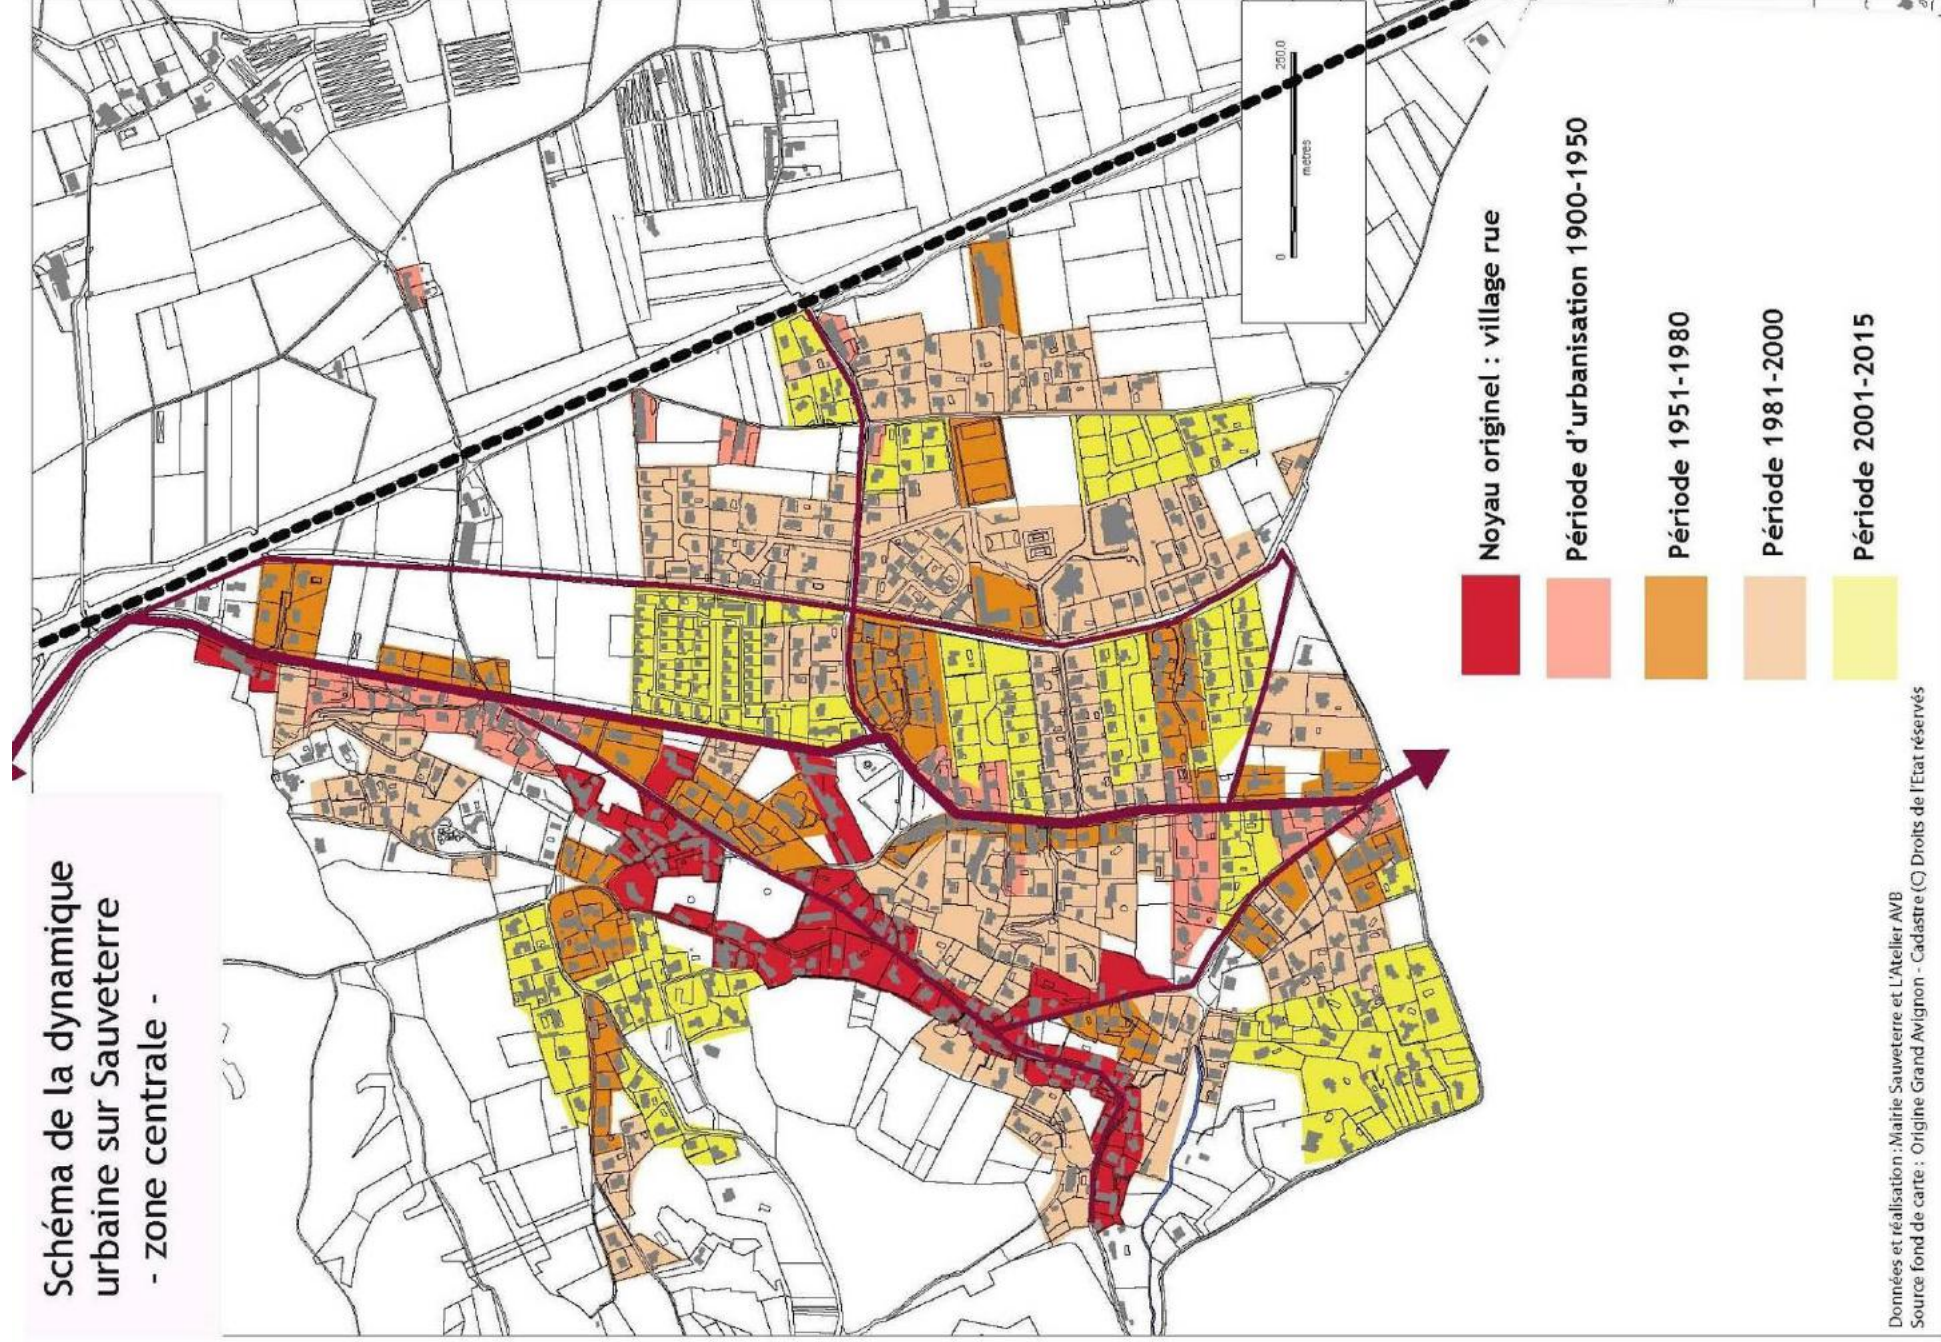 Schéma de la dynamique
urbaine sur Sauveterre
- zone centrale -
0
250,0
mètres
Noyau originel : village rue
Période d'urbanisation 1900-1950
Période 1951-1980
Période 1981-2000
Période 2001-2015
Données et réalisation :Mairie Sauveterre et L'Atelier AVB
Source fond de carte : Origine Grand Avignon - Cadastre (C) Droits de l'Etat réservés